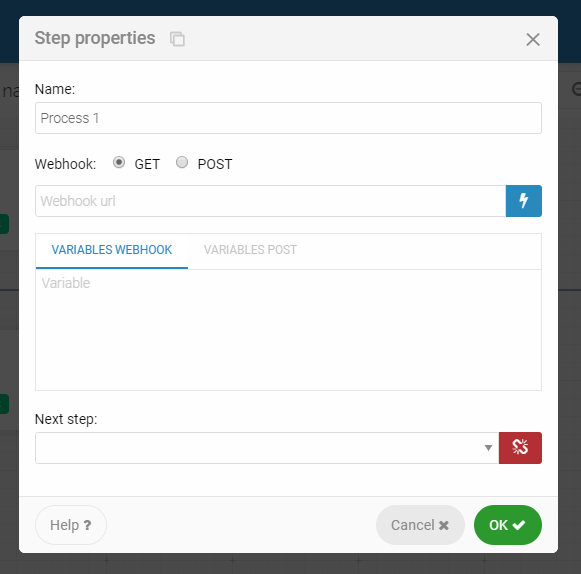 Step properties
na
Name:
Process 1
Webhook: GET POST
Webhook url
VARIABLES WEBHOOK VARIABLES POST
Variable
Next step:
Help ?
Cancel
OK